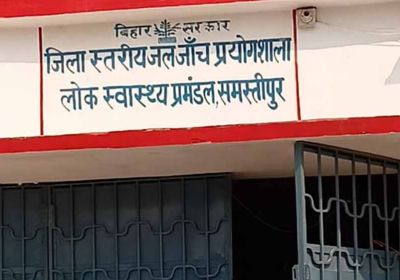 बिहार सरकार
जिला स्तरीय जल जाँच प्रयोगशाला
लोक स्वास्थ्य प्रमंडल, समस्तीपुर